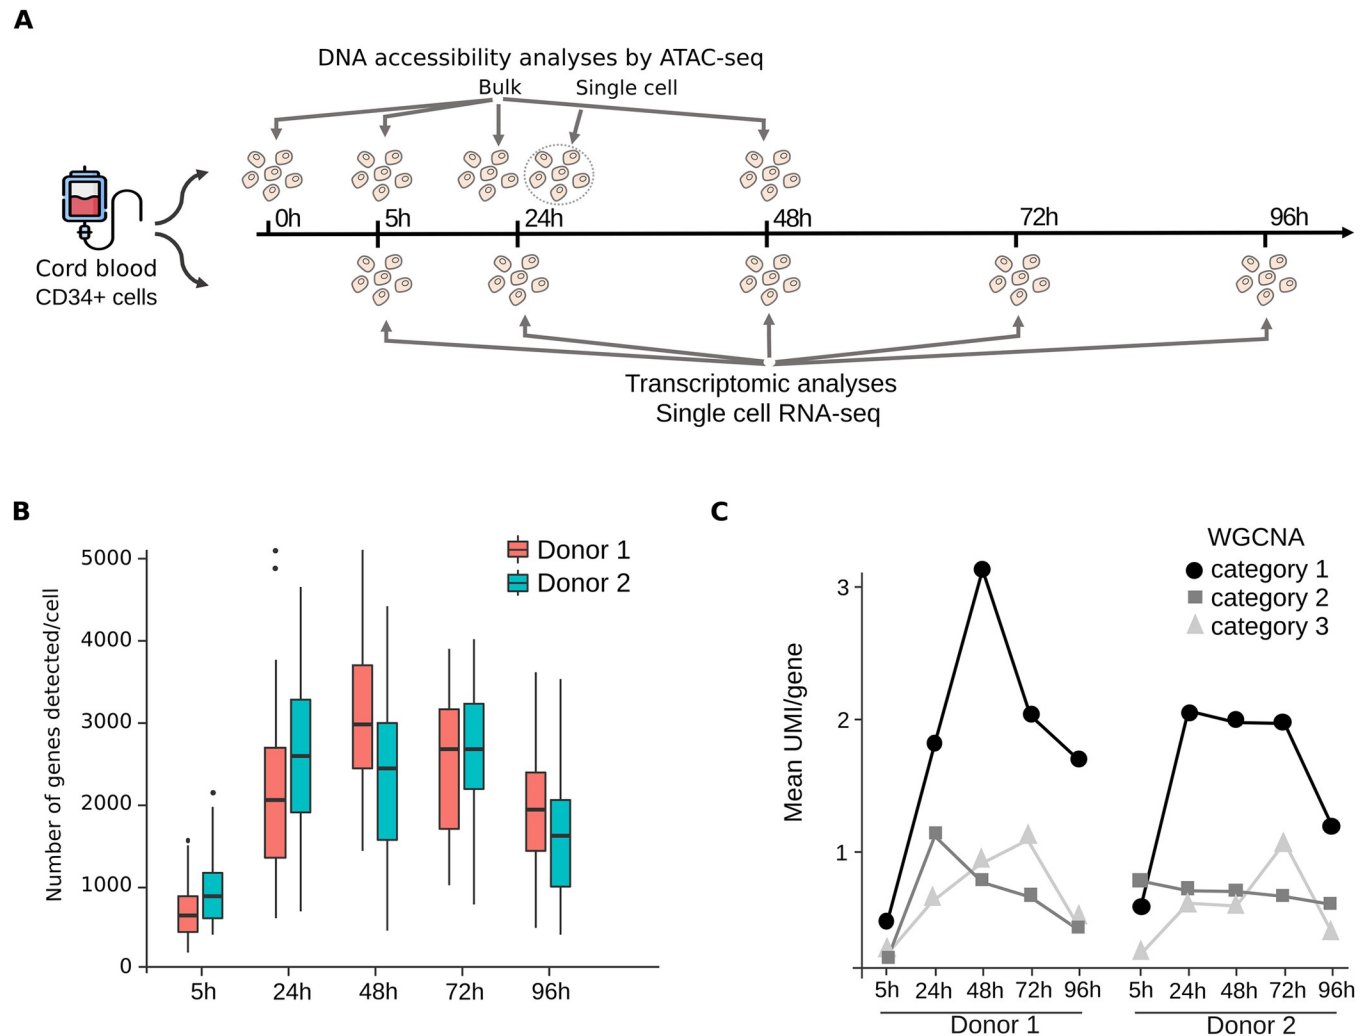 A
DNA accessibility analyses by ATAC-seq
Bulk Single cell
0h 5h 24h 48h 72h 96h
Cord blood
CD34+ cells
Transcriptomic analyses
Single cell RNA-seq
B
Number of genes detected/cell
5000
4000
3000
2000
1000
0
Donor 1
Donor 2
5h 24h 48h 72h 96h
C
WGCNA
category 1
category 2
category 3
Mean UMI/gene
3
2
1
5h 24h 48h 72h 96h 5h 24h 48h 72h 96h
Donor 1 Donor 2